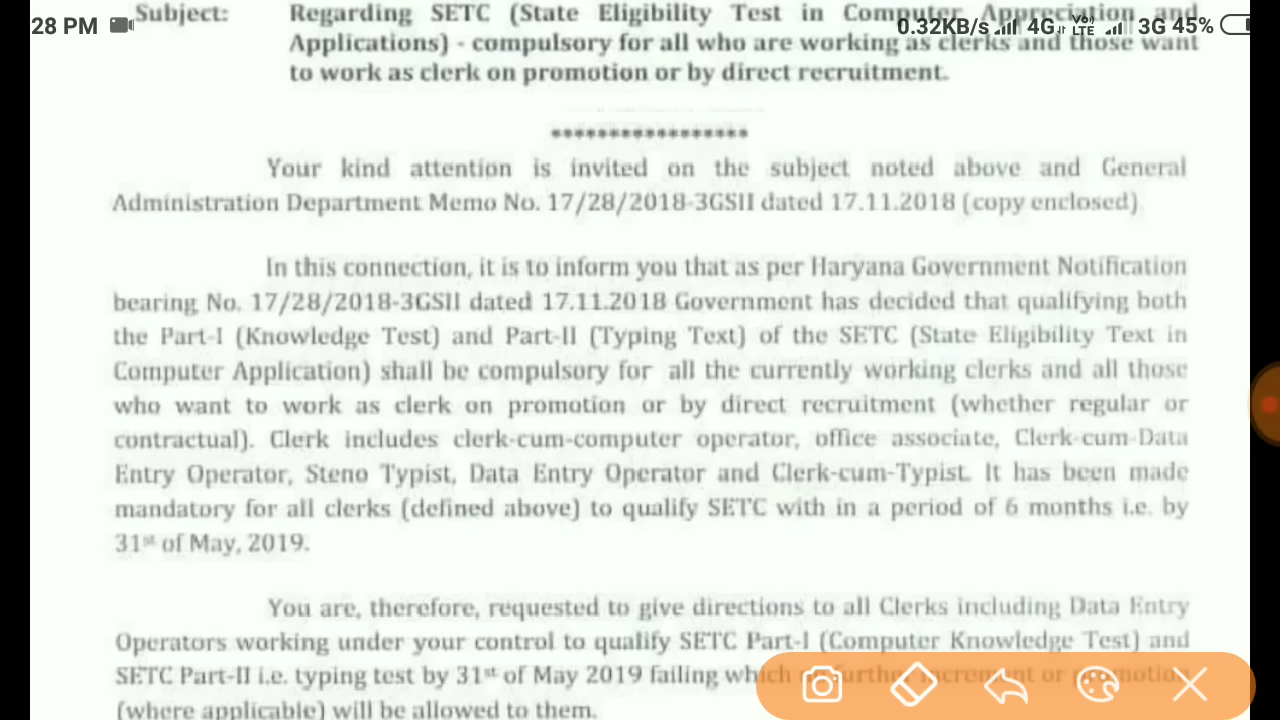 Subject: Regarding SETC (State Eligibility Test in Computer Appreciation and
28 PM 0.32KB/s 4G VoLTE 3G 45%
Applications) - compulsory for all who are working as clerks and those want
to work as clerk on promotion or by direct recruitment.
*****************
Your kind attention is invited on the subject noted above and General
Administration Department Memo No. 17/28/2018-3GSII dated 17.11.2018 (copy enclosed)
In this connection, it is to inform you that as per Haryana Government Notification
bearing No. 17/28/2018-3GSII dated 17.11.2018 Government has decided that qualifying both
the Part-I (Knowledge Test) and Part-II (Typing Text) of the SETC (State Eligibility Text in
Computer Application) shall be compulsory for all the currently working clerks and all those
who want to work as clerk on promotion or by direct recruitment (whether regular or
contractual). Clerk includes clerk-cum-computer operator, office associate, Clerk-cum-Data
Entry Operator, Steno Typist, Data Entry Operator and Clerk-cum-Typist. It has been made
mandatory for all clerks (defined above) to qualify SETC with in a period of 6 months i.e. by
31st of May, 2019.
You are, therefore, requested to give directions to all Clerks including Data Entry
Operators working under your control to qualify SETC Part-I (Computer Knowledge Test) and
SETC Part-II i.e. typing test by 31st of May 2019 failing which no further increment or promotion
(where applicable) will be allowed to them.